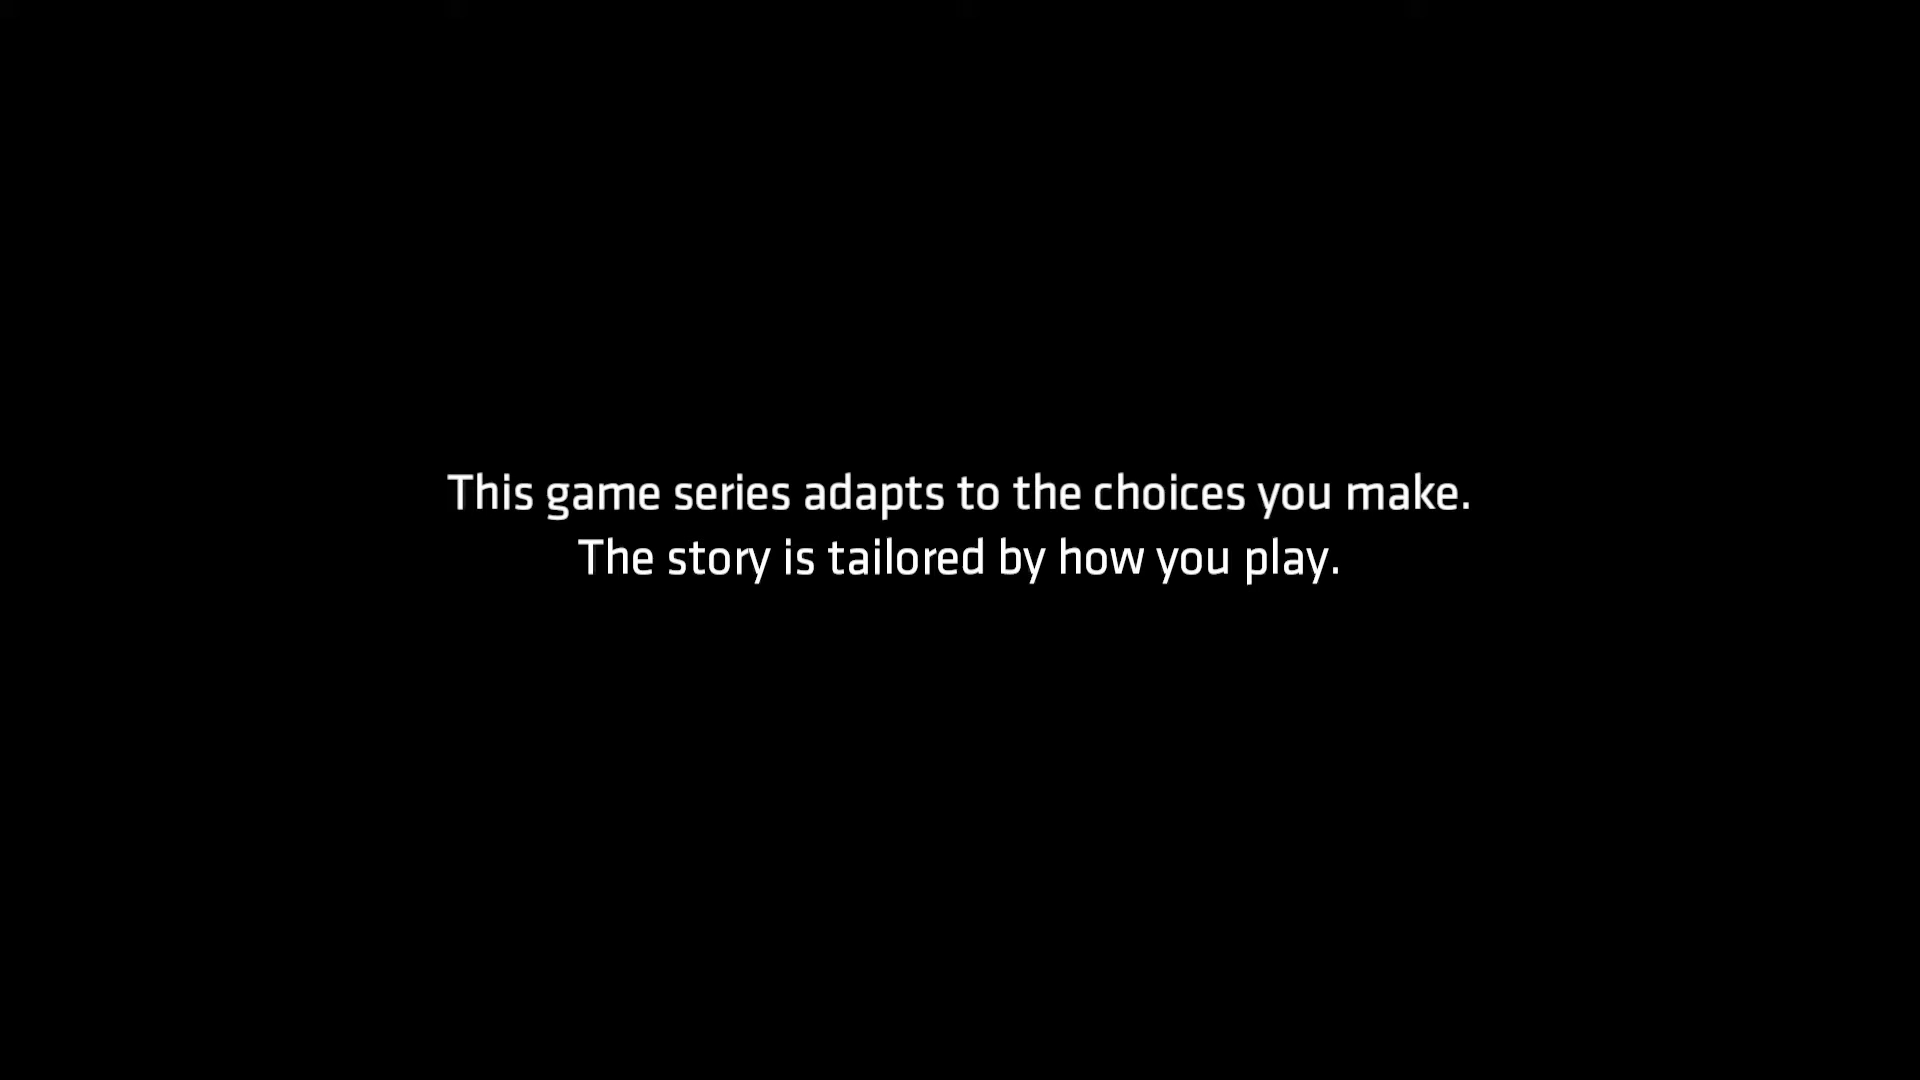 This game series adapts to the choices you make.
The story is tailored by how you play.